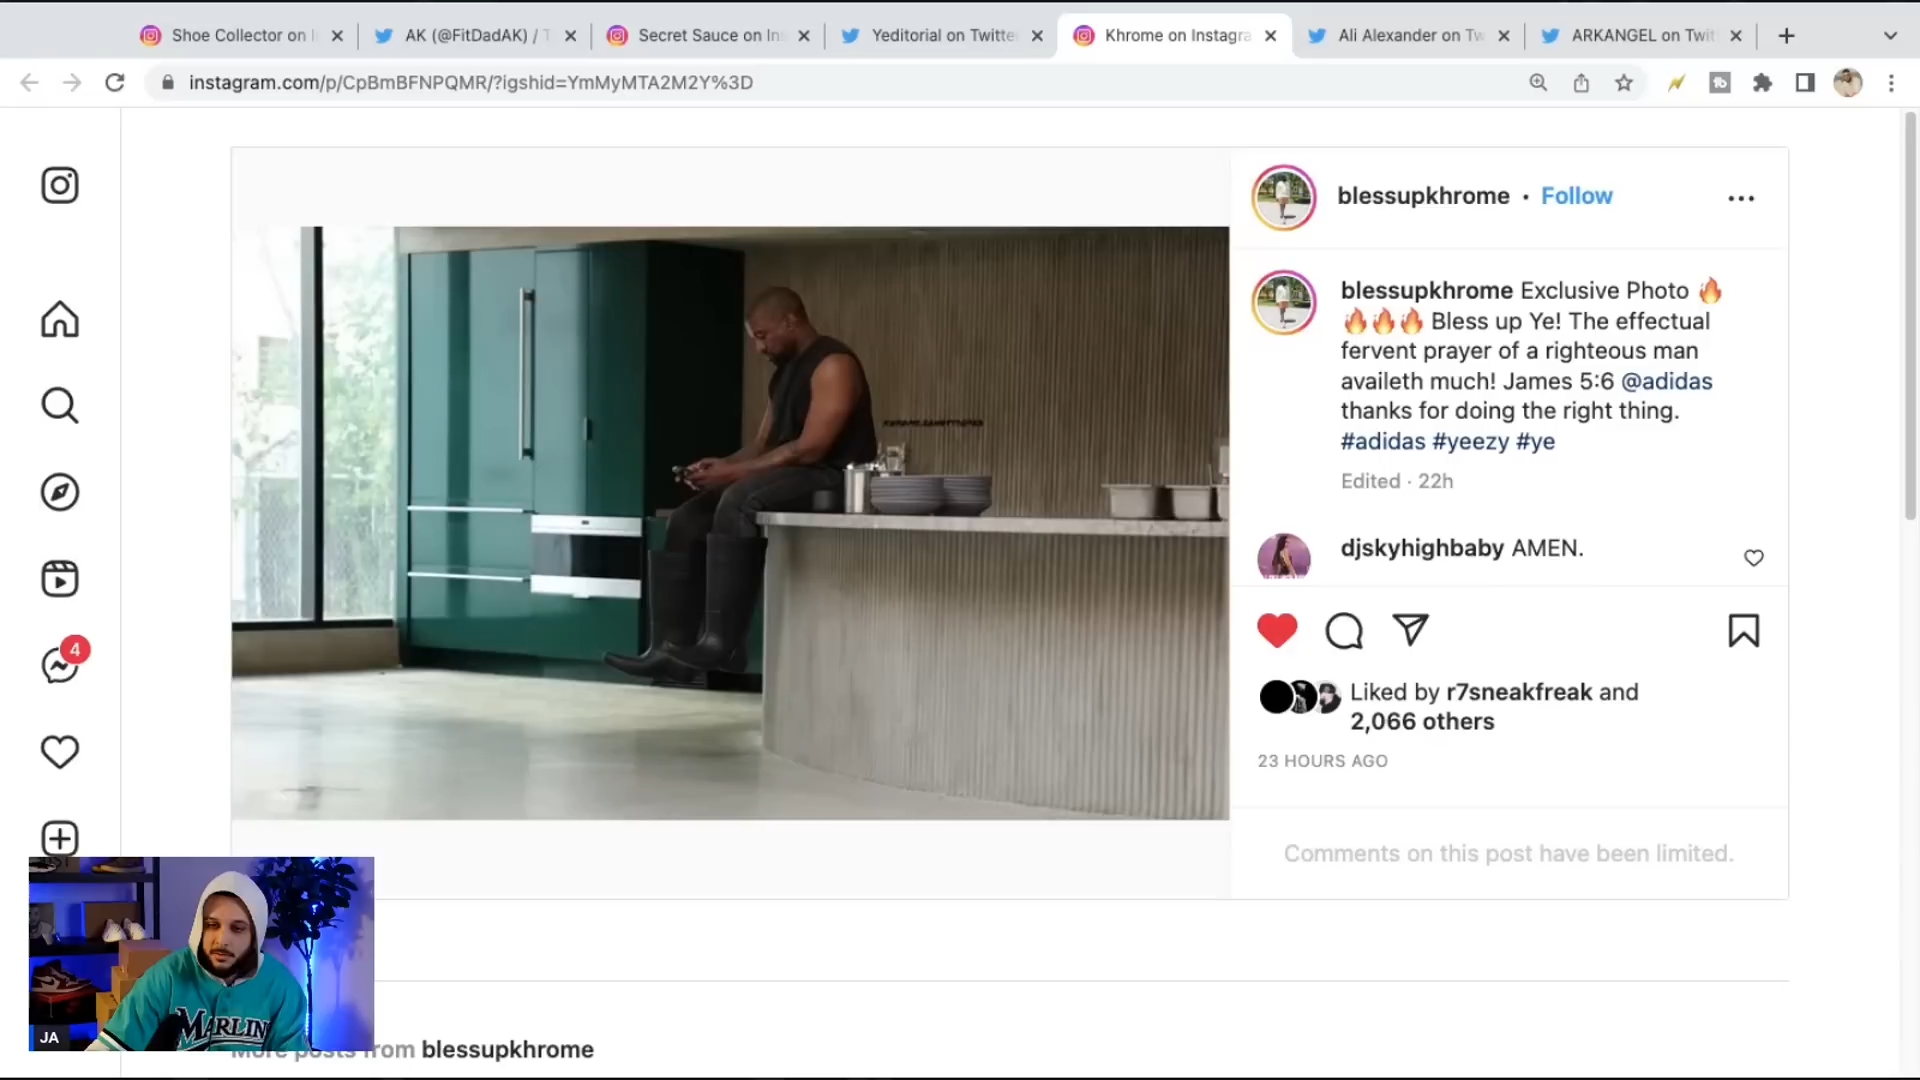 Shoe Collector on I
AK (@FitDadAK) / T
Secret Sauce on Ins
Yeditorial on Twitte
Khrome on Instagra
Ali Alexander on Tw
ARKANGEL on Twit
instagram.com/p/CpBmBFNPQMR/?igshid=YmMyMTA2M2Y%3D
blessupkhrome • Follow
blessupkhrome Exclusive Photo 🔥
🔥🔥🔥 Bless up Ye! The effectual
fervent prayer of a righteous man
availeth much! James 5:6 @adidas
thanks for doing the right thing.
#adidas #yeezy #ye
Edited · 22h
djskyhighbaby AMEN.
4
Liked by r7sneakfreak and
2,066 others
23 HOURS AGO
Comments on this post have been limited.
MARLIN
JA
More posts from blessupkhrome